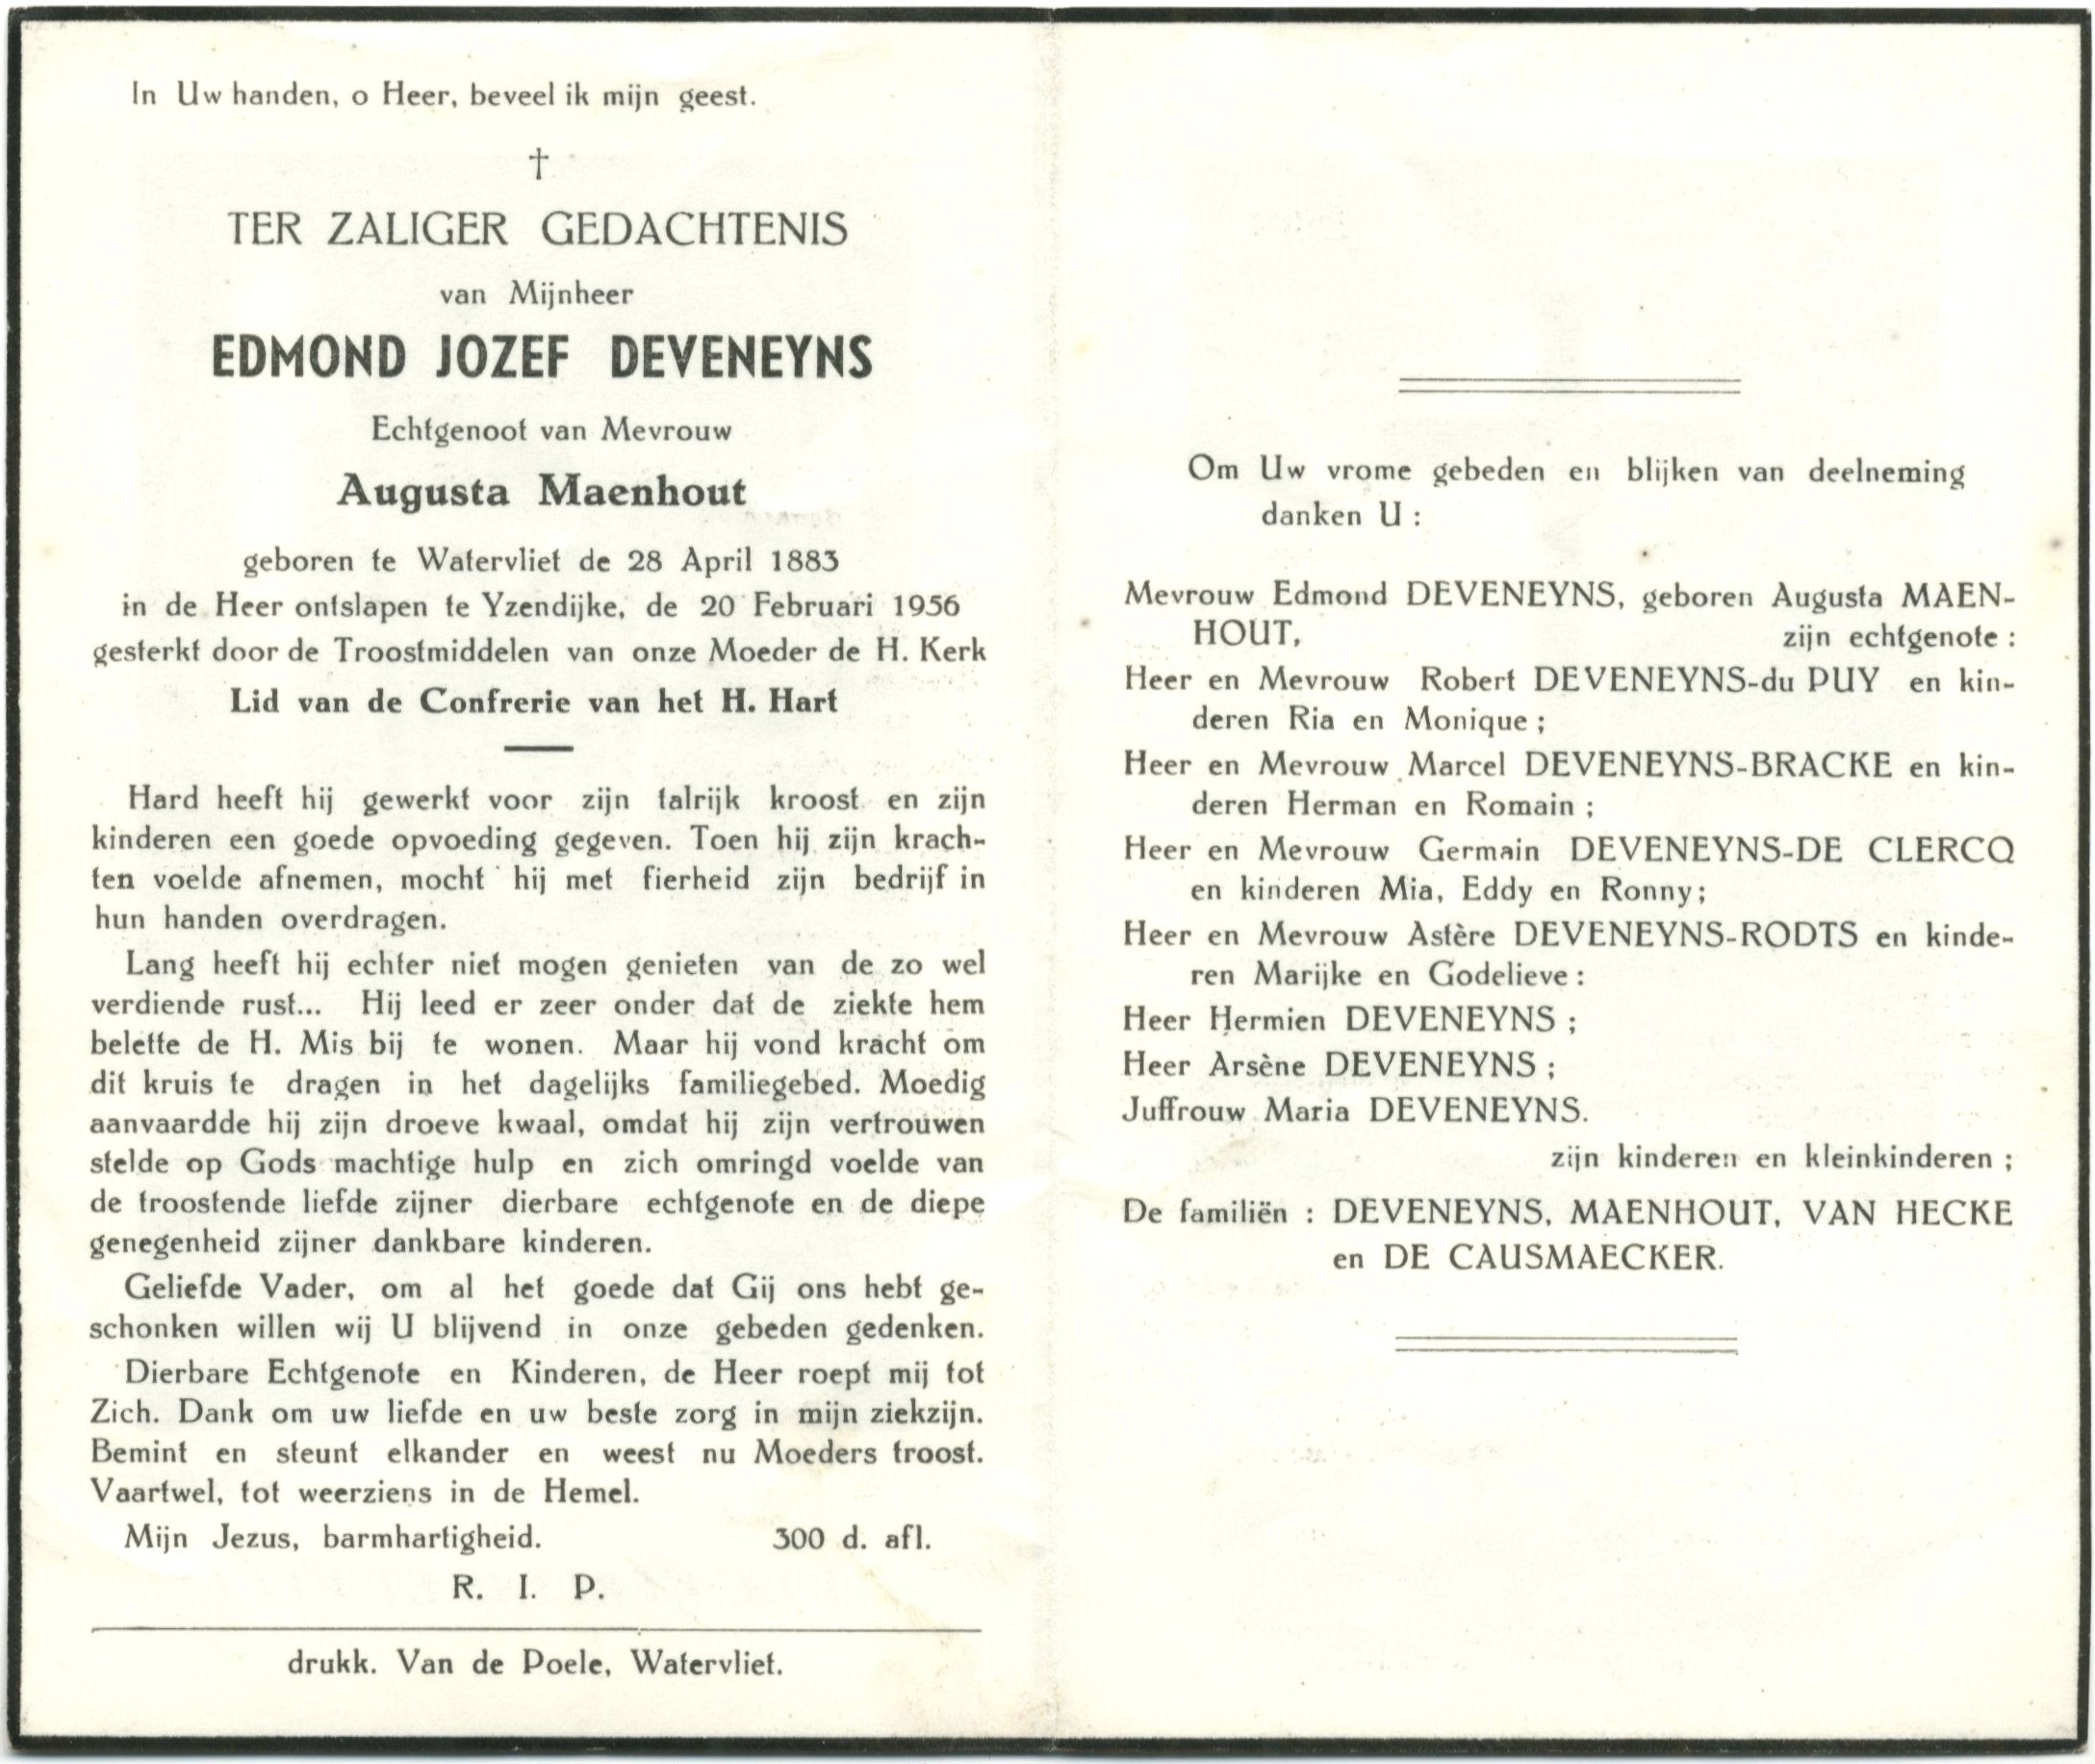 In Uw handen, o Heer, beveel ik mijn geest.
†
TER ZALIGER GEDACHTENIS
van Mijnheer
EDMOND JOZEF DEVENEYNS
Echtgenoot van Mevrouw
Augusta Maenhout
geboren te Watervliet de 28 April 1883
in de Heer ontslapen te Yzendijke, de 20 Februari 1956
gesterkt door de Troostmiddelen van onze Moeder de H. Kerk
Lid van de Confrerie van het H. Hart
Hard heeft hij gewerkt voor zijn talrijk kroost en zijn
kinderen een goede opvoeding gegeven. Toen hij zijn krach-
ten voelde afnemen, mocht hij met fierheid zijn bedrijf in
hun handen overdragen.
Lang heeft hij echter niet mogen genieten van de zo wel
verdiende rust... Hij leed er zeer onder dat de ziekte hem
belette de H. Mis bij te wonen. Maar hij vond kracht om
dit kruis te dragen in het dagelijks familiegebed. Moedig
aanvaardde hij zijn droeve kwaal, omdat hij zijn vertrouwen
stelde op Gods machtige hulp en zich omringd voelde van
de troostende liefde zijner dierbare echtgenote en de diepe
genegenheid zijner dankbare kinderen.
Geliefde Vader, om al het goede dat Gij ons hebt ge-
schonken willen wij U blijvend in onze gebeden gedenken.
Dierbare Echtgenote en Kinderen, de Heer roept mij tot
Zich. Dank om uw liefde en uw beste zorg in mijn ziekzijn.
Bemint en steunt elkander en weest nu Moeders troost.
Vaartwel, tot weerziens in de Hemel.
Mijn Jezus, barmhartigheid. 300 d. afl.
R. I. P.
drukk. Van de Poele, Watervliet.
Om Uw vrome gebeden en blijken van deelneming
danken U :
Mevrouw Edmond DEVENEYNS, geboren Augusta MAEN-
HOUT, zijn echtgenote :
Heer en Mevrouw Robert DEVENEYNS-du PUY en kin-
deren Ria en Monique ;
Heer en Mevrouw Marcel DEVENEYNS-BRACKE en kin-
deren Herman en Romain ;
Heer en Mevrouw Germain DEVENEYNS-DE CLERCQ
en kinderen Mia, Eddy en Ronny;
Heer en Mevrouw Astère DEVENEYNS-RODTS en kinde-
ren Marijke en Godelieve :
Heer Hermien DEVENEYNS ;
Heer Arsène DEVENEYNS ;
Juffrouw Maria DEVENEYNS.
zijn kinderen en kleinkinderen ;
De familiën : DEVENEYNS, MAENHOUT, VAN HECKE
en DE CAUSMAECKER.